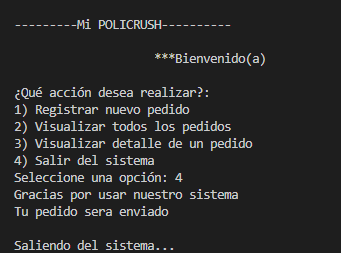 ---------Mi POLICRUSH----------
***Bienvenido(a)
¿Qué acción desea realizar?:
1) Registrar nuevo pedido
2) Visualizar todos los pedidos
3) Visualizar detalle de un pedido
4) Salir del sistema
Seleccione una opción: 4
Gracias por usar nuestro sistema
Tu pedido sera enviado
Saliendo del sistema...